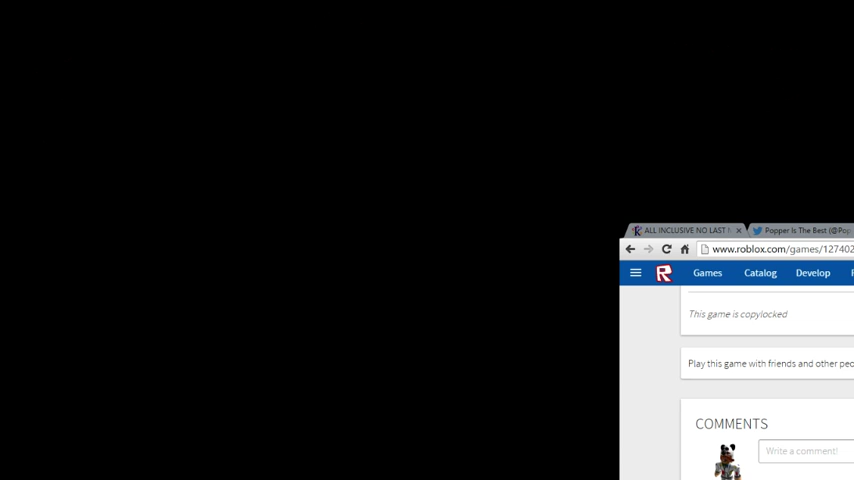 ALL INCLUSIVE NO LAST
Popper Is The Best (@Pop
www.roblox.com/games/127402
R
Games Catalog Develop
This game is copylocked
Play this game with friends and other peo
COMMENTS
Write a comment!